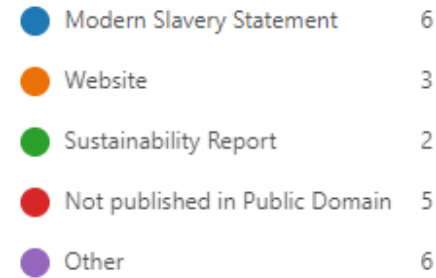 Modern Slavery Statement 6
Website 3
Sustainability Report 2
Not published in Public Domain 5
Other 6